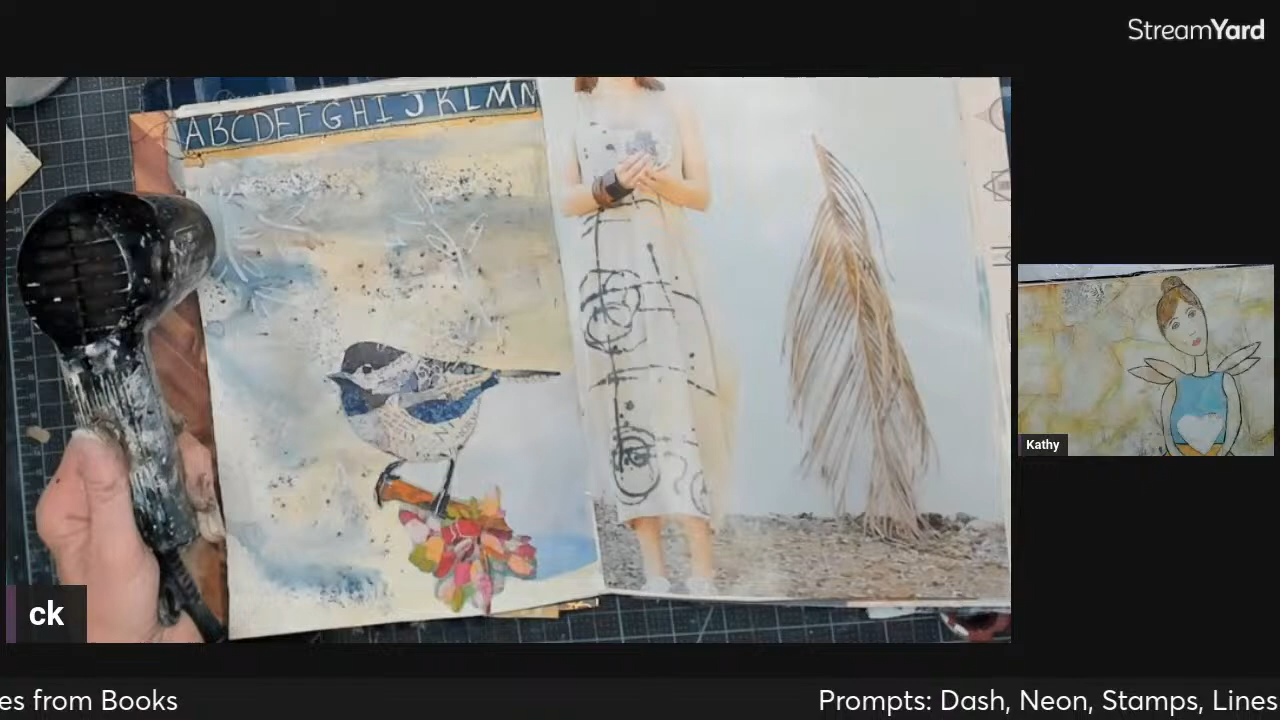 StreamYard
ABCDEFGHIJKLMN
Kathy
ck
es from Books
Prompts: Dash, Neon, Stamps, Lines